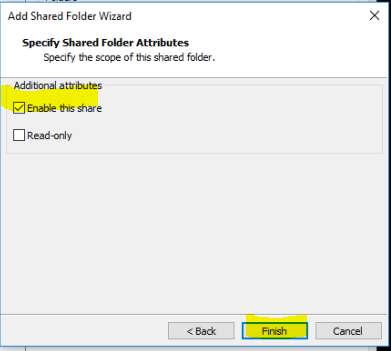 Add Shared Folder Wizard
Specify Shared Folder Attributes
Specify the scope of this shared folder.
Additional attributes
Enable this share
Read-only
< Back Finish Cancel